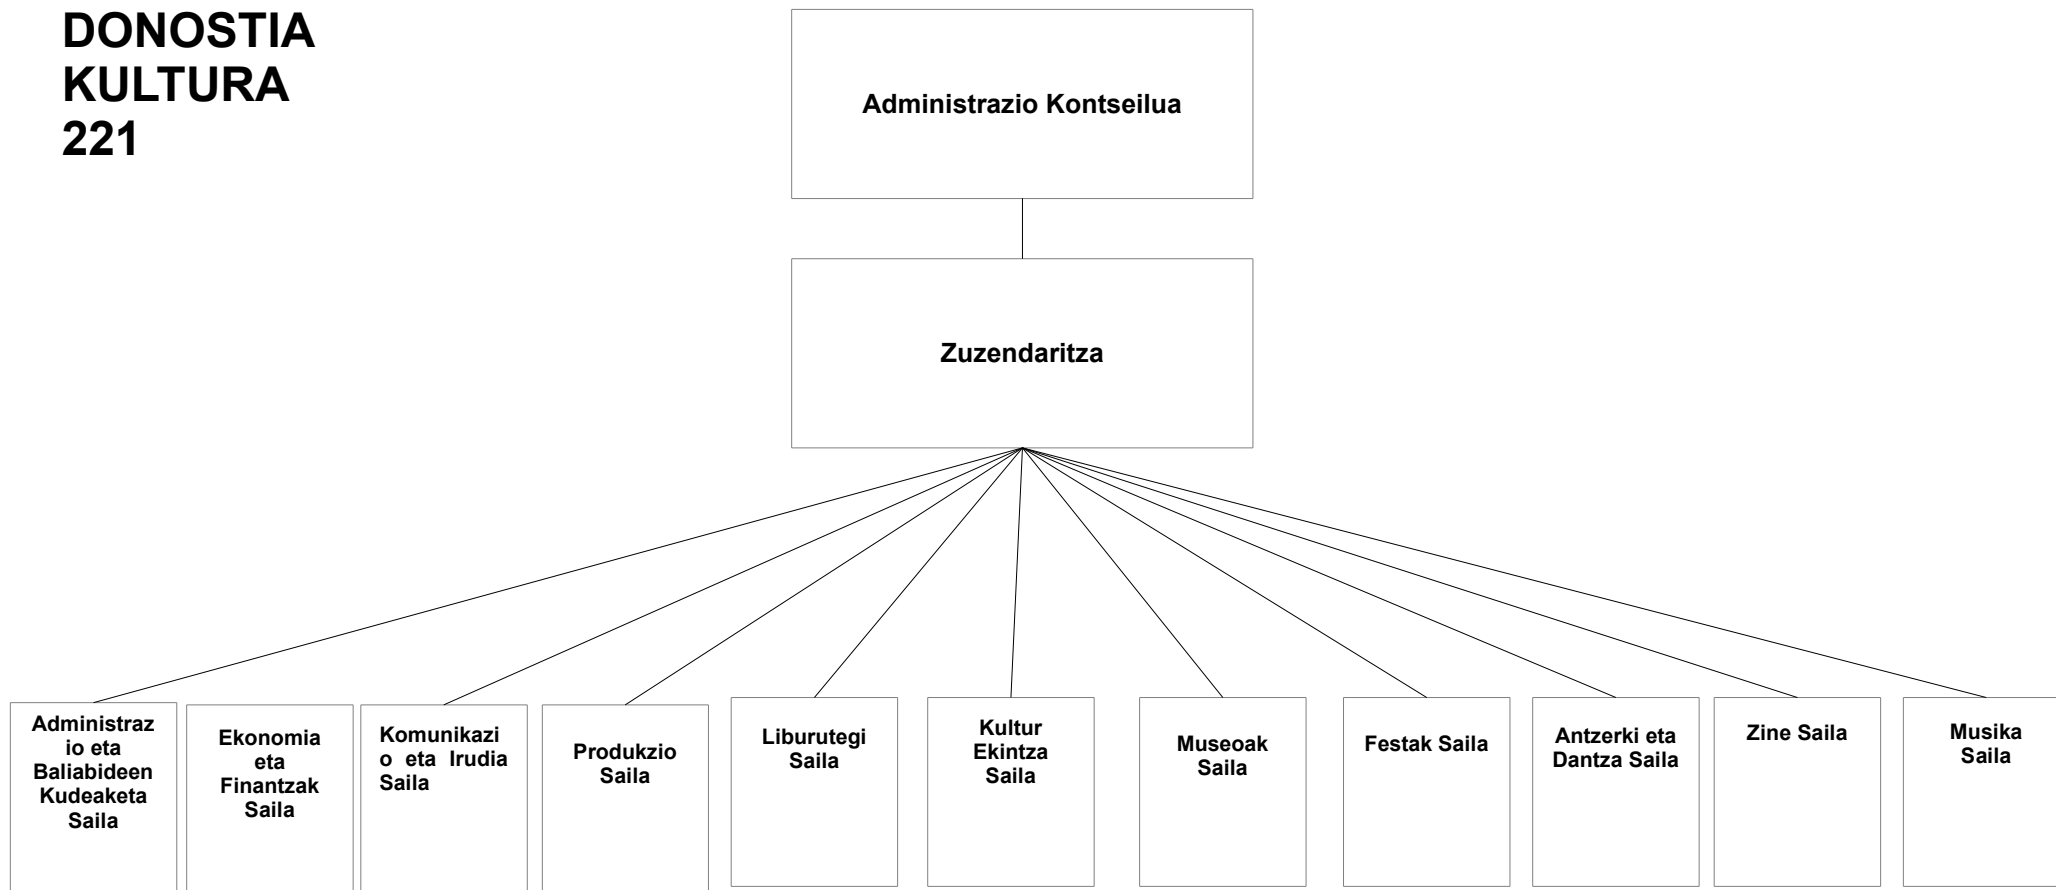 DONOSTIA
KULTURA
221
Administrazio Kontseilua
Zuzendaritza
Administraz
io eta
Baliabideen
Kudeaketa
Saila
Ekonomia
eta
Finantzak
Saila
Komunikazi
o eta Irudia
Saila
Produkzio
Saila
Liburutegi
Saila
Kultur
Ekintza
Saila
Museoak
Saila
Festak Saila
Antzerki eta
Dantza Saila
Zine Saila
Musika
Saila